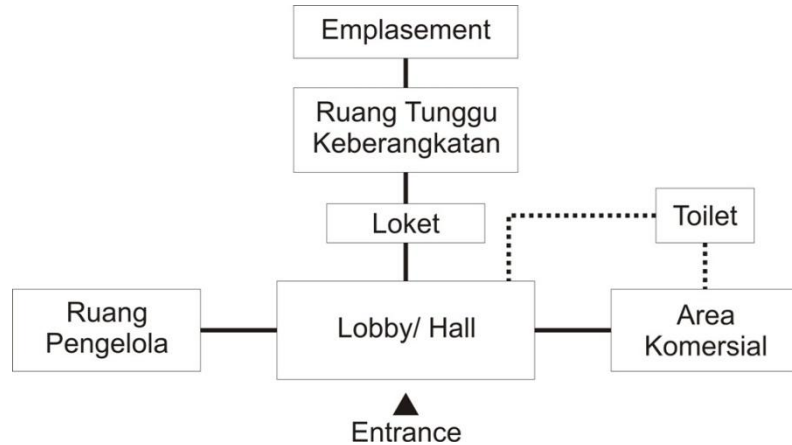 Emplasement
Ruang Tunggu
Keberangkatan
Loket
Toilet
Ruang
Pengelola
Lobby/ Hall
Area
Komersial
Entrance